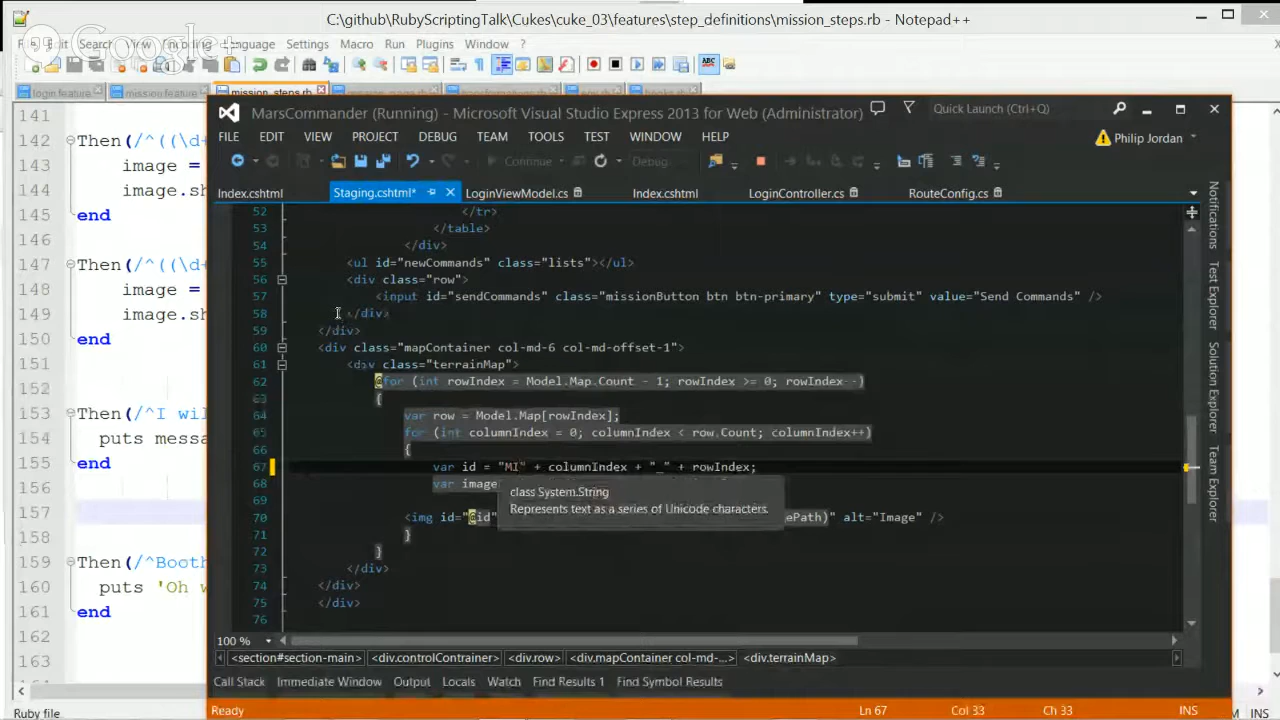 C:\github\RubyScriptingTalk\Cukes\cuke_03\features\step_definitions\mission_steps.rb - Notepad++
Google+
File Edit Search View Encoding Language Settings Macro Run Plugins Window ?
login.feature mission.feature mission_steps.rb
MarsCommander (Running) - Microsoft Visual Studio Express 2013 for Web (Administrator)
Quick Launch (Ctrl+Q)
FILE EDIT VIEW PROJECT DEBUG TEAM TOOLS TEST WINDOW HELP
Philip Jordan
Continue Debug
Index.cshtml Staging.cshtml* LoginViewModel.cs Index.cshtml LoginController.cs RouteConfig.cs
52 </tr>
53 </table>
54 </div>
55 <ul id="newCommands" class="lists"></ul>
56 <div class="row">
57 <input id="sendCommands" class="missionButton btn btn-primary" type="submit" value="Send Commands" />
58 </div>
59 </div>
60 <div class="mapContainer col-md-6 col-md-offset-1">
61 <div class="terrainMap">
62 @for (int rowIndex = Model.Map.Count - 1; rowIndex >= 0; rowIndex--)
63 {
64 var row = Model.Map[rowIndex];
65 for (int columnIndex = 0; columnIndex < row.Count; columnIndex++)
66 {
67 var id = "MI" + columnIndex + "_" + rowIndex;
68 var image
class System.String
Represents text as a series of Unicode characters.
69
70 <img id="@id" ePath)" alt="Image" />
71 }
72 }
73 </div>
74 </div>
75 </div>
76
100 %
<section#section-main> <div.controlContrainer> <div.row> <div.mapContainer col-md-...> <div.terrainMap>
Call Stack Immediate Window Output Locals Watch Find Results 1 Find Symbol Results
Ready Ln 67 Col 33 Ch 33 INS
Notifications
Test Explorer
Solution Explorer
Team Explorer
141
142 Then(/^((\d+
143 image =
144 image.sh
145 end
146
147 Then(/^((\d+
148 image =
149 image.sh
150 end
151
152
153 Then(/^I wil
154 puts messa
155 end
156
157
158
159 Then(/^Booth
160 puts 'Oh w
161 end
162
163
Ruby file INS